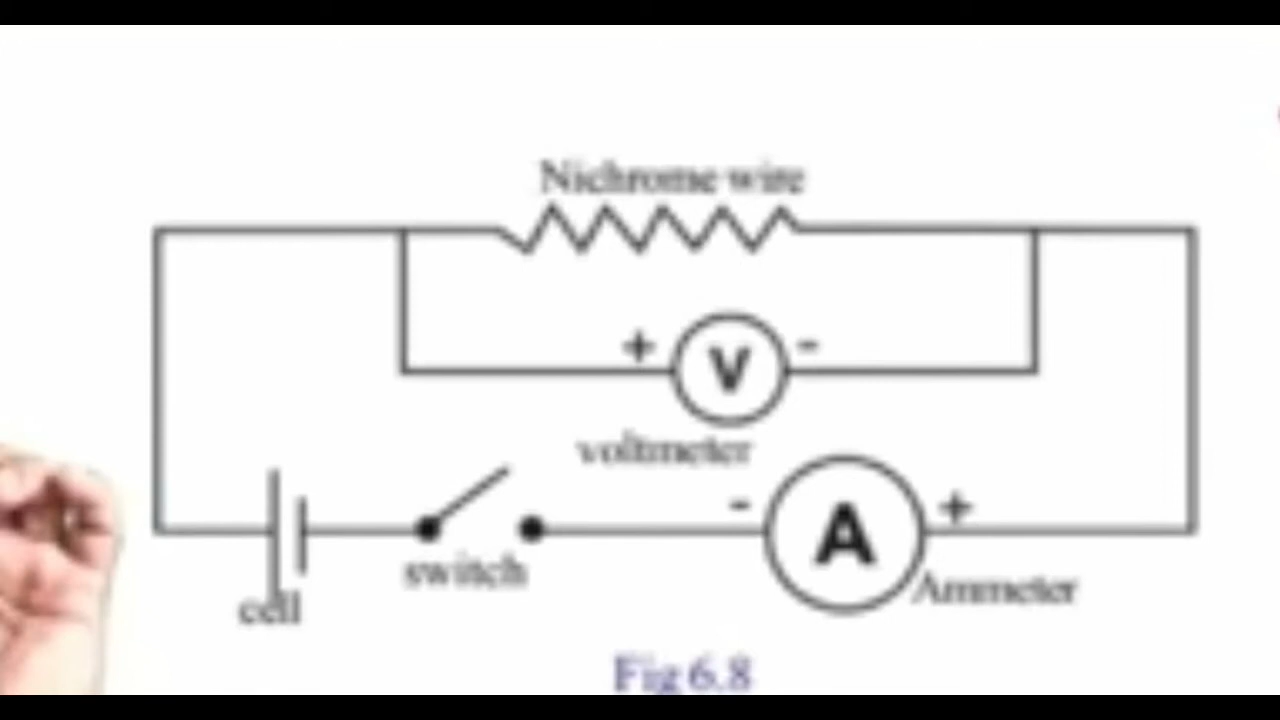 Nichrome wire
+ V -
voltmeter
- A +
switch
Ammeter
cell
Fig 6.8